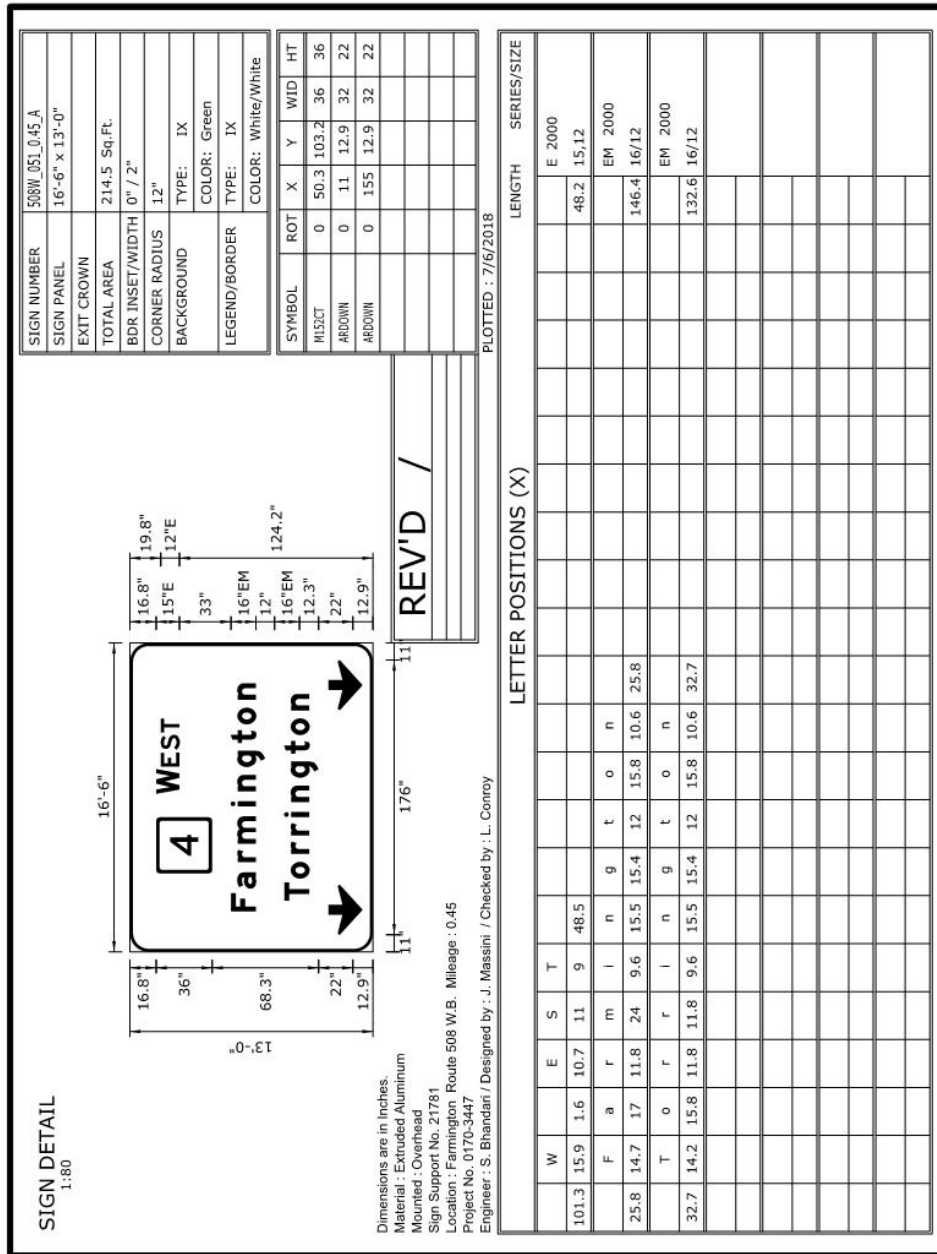 SIGN DETAIL
1:80
16'-6"
16.8"
36"
68.3"
22"
12.9"
13'-0"
4 WEST
Farmington
Torrington
16.8"
15"E
33"
16"EM
12"
16"EM
12.3"
22"
12.9"
19.8"
12"E
124.2"
11"
176"
11"
Dimensions are in Inches.
Material : Extruded Aluminum
Mounted : Overhead
Sign Support No. 21781
Location : Farmington Route 508 W.B. Mileage : 0.45
Project No. 0170-3447
Engineer : S. Bhandari / Designed by : J. Massini / Checked by : L. Conroy
REV'D /
SIGN NUMBER 508W_051_0.45_A
SIGN PANEL 16'-6" x 13'-0"
EXIT CROWN
TOTAL AREA 214.5 Sq.Ft.
BDR INSET/WIDTH 0" / 2"
CORNER RADIUS 12"
BACKGROUND TYPE: IX
COLOR: Green
LEGEND/BORDER TYPE: IX
COLOR: White/White
SYMBOL ROT X Y WID HT
M152CT 0 50.3 103.2 36 36
ARDOWN 0 11 12.9 32 22
ARDOWN 0 155 12.9 32 22
PLOTTED : 7/6/2018
LETTER POSITIONS (X) LENGTH SERIES/SIZE
W E S T E 2000
101.3 15.9 1.6 10.7 11 9 48.5 48.2 15,12
F a r m i n g t o n EM 2000
25.8 14.7 17 11.8 24 9.6 15.5 15.4 12 15.8 10.6 25.8 146.4 16/12
T o r r i n g t o n EM 2000
32.7 14.2 15.8 11.8 11.8 9.6 15.5 15.4 12 15.8 10.6 32.7 132.6 16/12